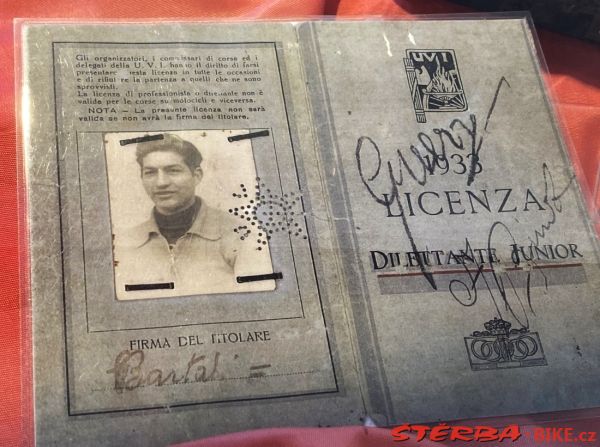 Gli organizzatori, i commissari di corsa ed i
delegati della U. V. I. hanno il diritto di farsi
presentare questa licenza in tutte le occasioni
e di rifiutare la partenza a quelli che ne sono
sprovvisti.
La licenza di professionista o dilettante non è
valida per le corse su motocicli e viceversa.
NOTA - La presente licenza non sarà
valida se non avrà la firma del titolare.
FIRMA DEL TITOLARE
Bartali
UVI
1933
LICENZA
DILETTANTE JUNIOR
STERBA-BIKE.cz